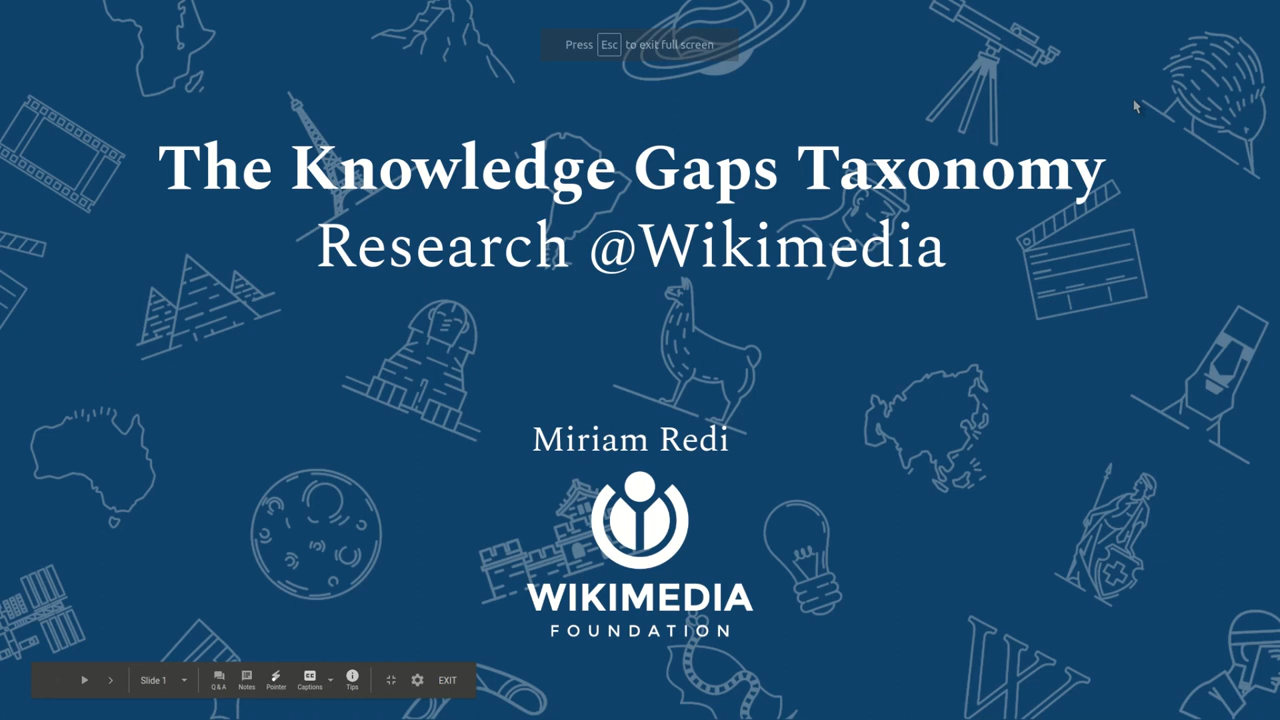 Press Esc to exit full screen
The Knowledge Gaps Taxonomy
Research @Wikimedia
Miriam Redi
WIKIMEDIA
FOUNDATION
W
Slide 1 Q & A Notes Pointer Captions Tips EXIT